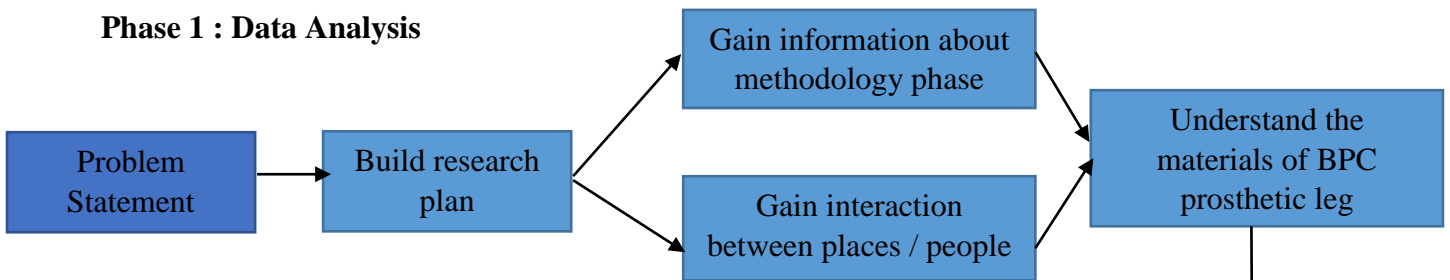 Phase 1 : Data Analysis
Problem
Statement
Build research
plan
Gain information about
methodology phase
Gain interaction
between places / people
Understand the
materials of BPC
prosthetic leg